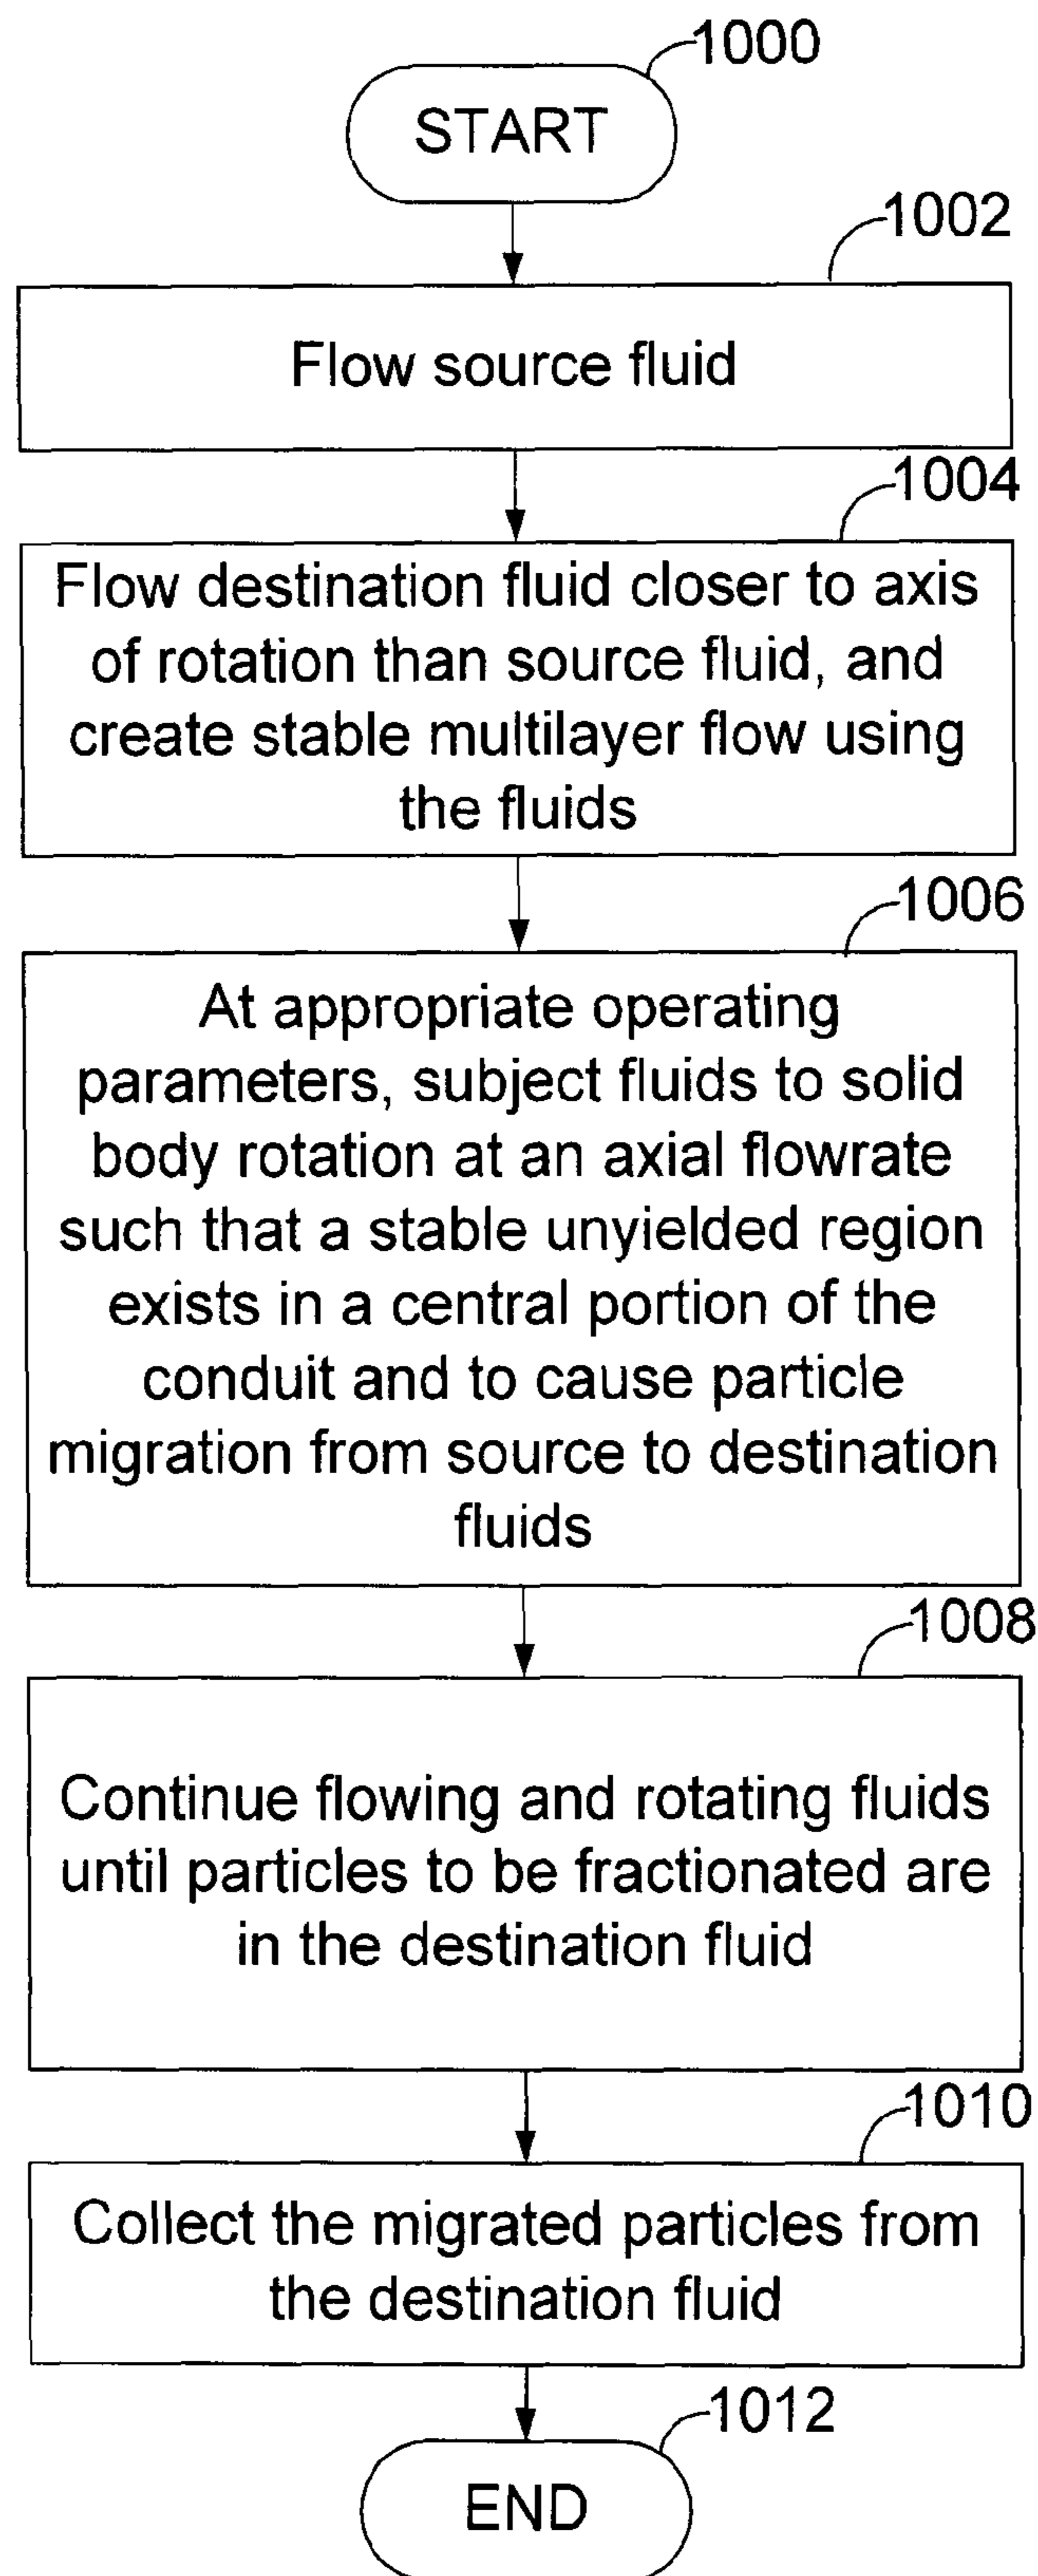 1000
START
1002
Flow source fluid
1004
Flow destination fluid closer to axis
of rotation than source fluid, and
create stable multilayer flow using
the fluids
1006
At appropriate operating
parameters, subject fluids to solid
body rotation at an axial flowrate
such that a stable unyielded region
exists in a central portion of the
conduit and to cause particle
migration from source to destination
fluids
1008
Continue flowing and rotating fluids
until particles to be fractionated are
in the destination fluid
1010
Collect the migrated particles from
the destination fluid
1012
END